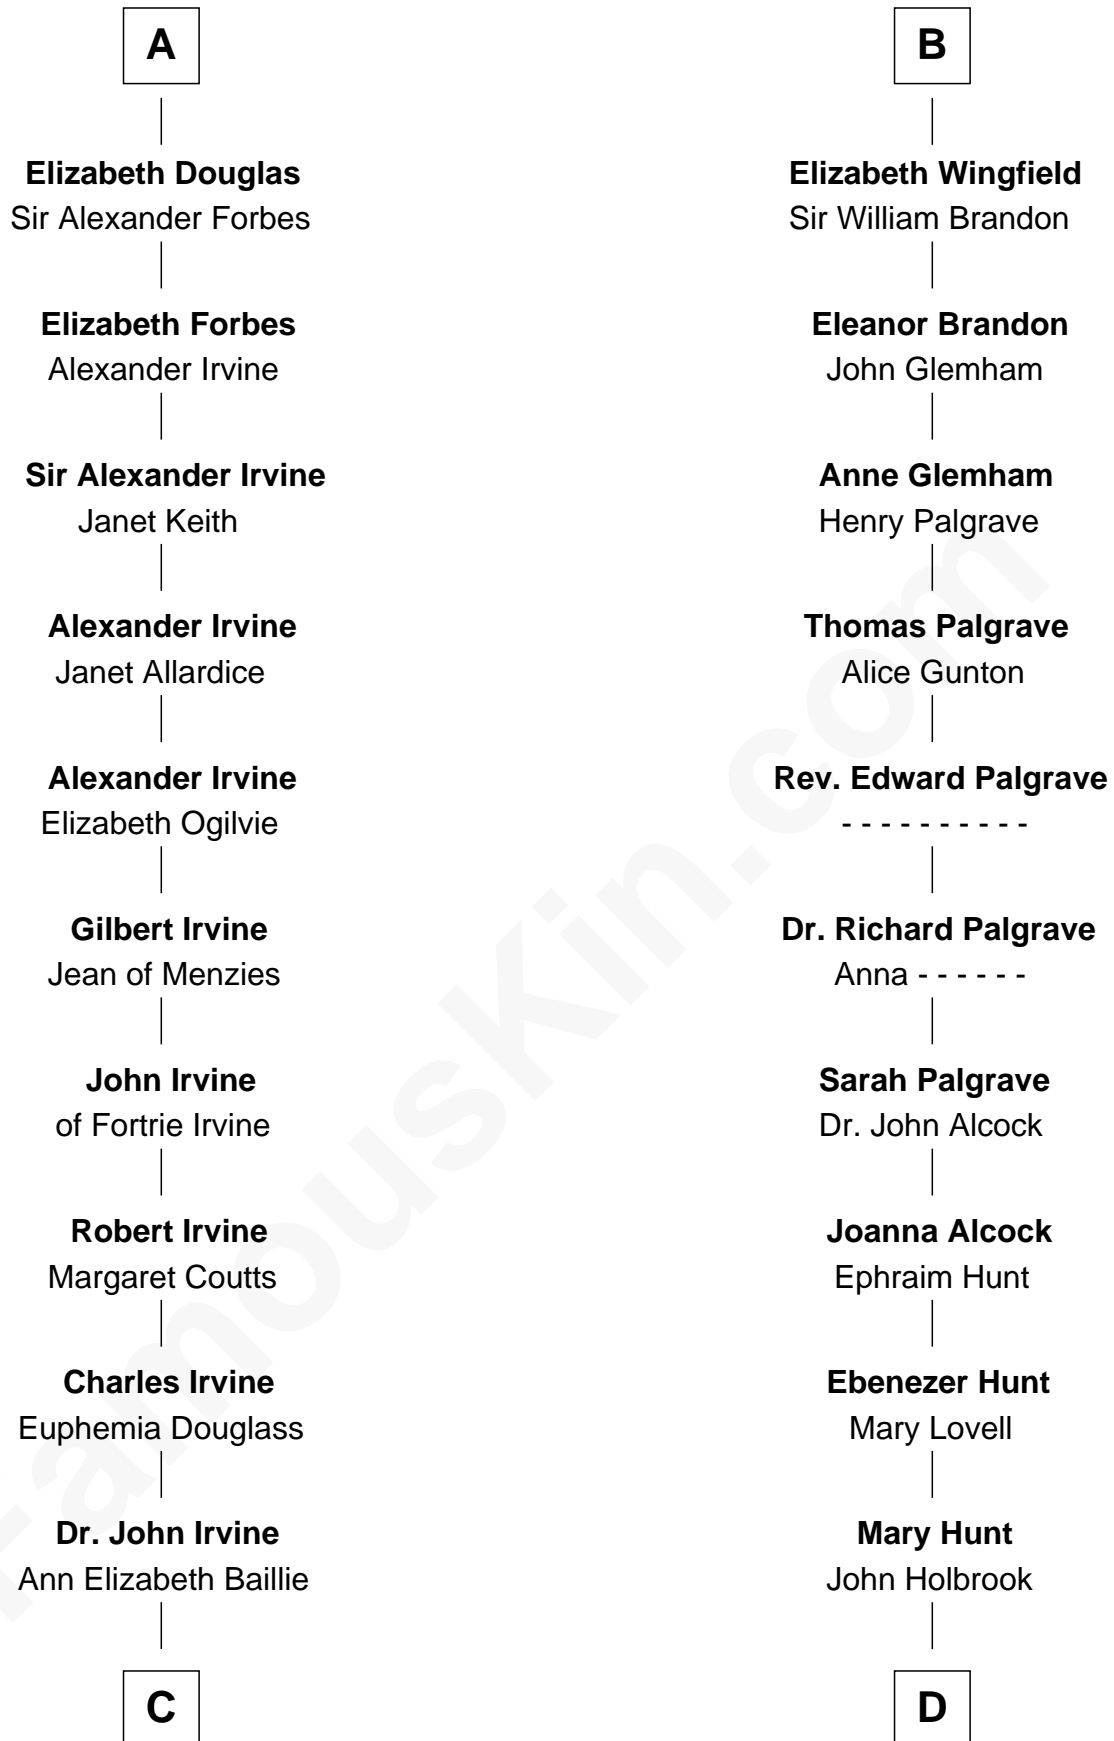 A
Elizabeth Douglas
Sir Alexander Forbes
Elizabeth Forbes
Alexander Irvine
Sir Alexander Irvine
Janet Keith
Alexander Irvine
Janet Allardice
Alexander Irvine
Elizabeth Ogilvie
Gilbert Irvine
Jean of Menzies
John Irvine
of Fortrie Irvine
Robert Irvine
Margaret Coutts
Charles Irvine
Euphemia Douglass
Dr. John Irvine
Ann Elizabeth Baillie
C
B
Elizabeth Wingfield
Sir William Brandon
Eleanor Brandon
John Glemham
Anne Glemham
Henry Palgrave
Thomas Palgrave
Alice Gunton
Rev. Edward Palgrave
- - - - - - - - - -
Dr. Richard Palgrave
Anna - - - - - -
Sarah Palgrave
Dr. John Alcock
Joanna Alcock
Ephraim Hunt
Ebenezer Hunt
Mary Lovell
Mary Hunt
John Holbrook
D
FamousKin.com